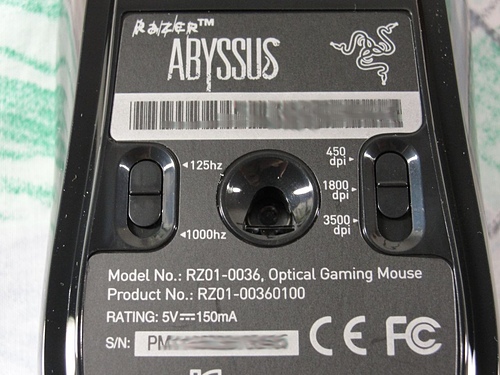 RAZER™
ABYSSUS
125hz
1000hz
450 dpi
1800 dpi
3500 dpi
Model No.: RZ01-0036, Optical Gaming Mouse
Product No.: RZ01-00360100
RATING: 5V⎓150mA
S/N: PM
CE FC